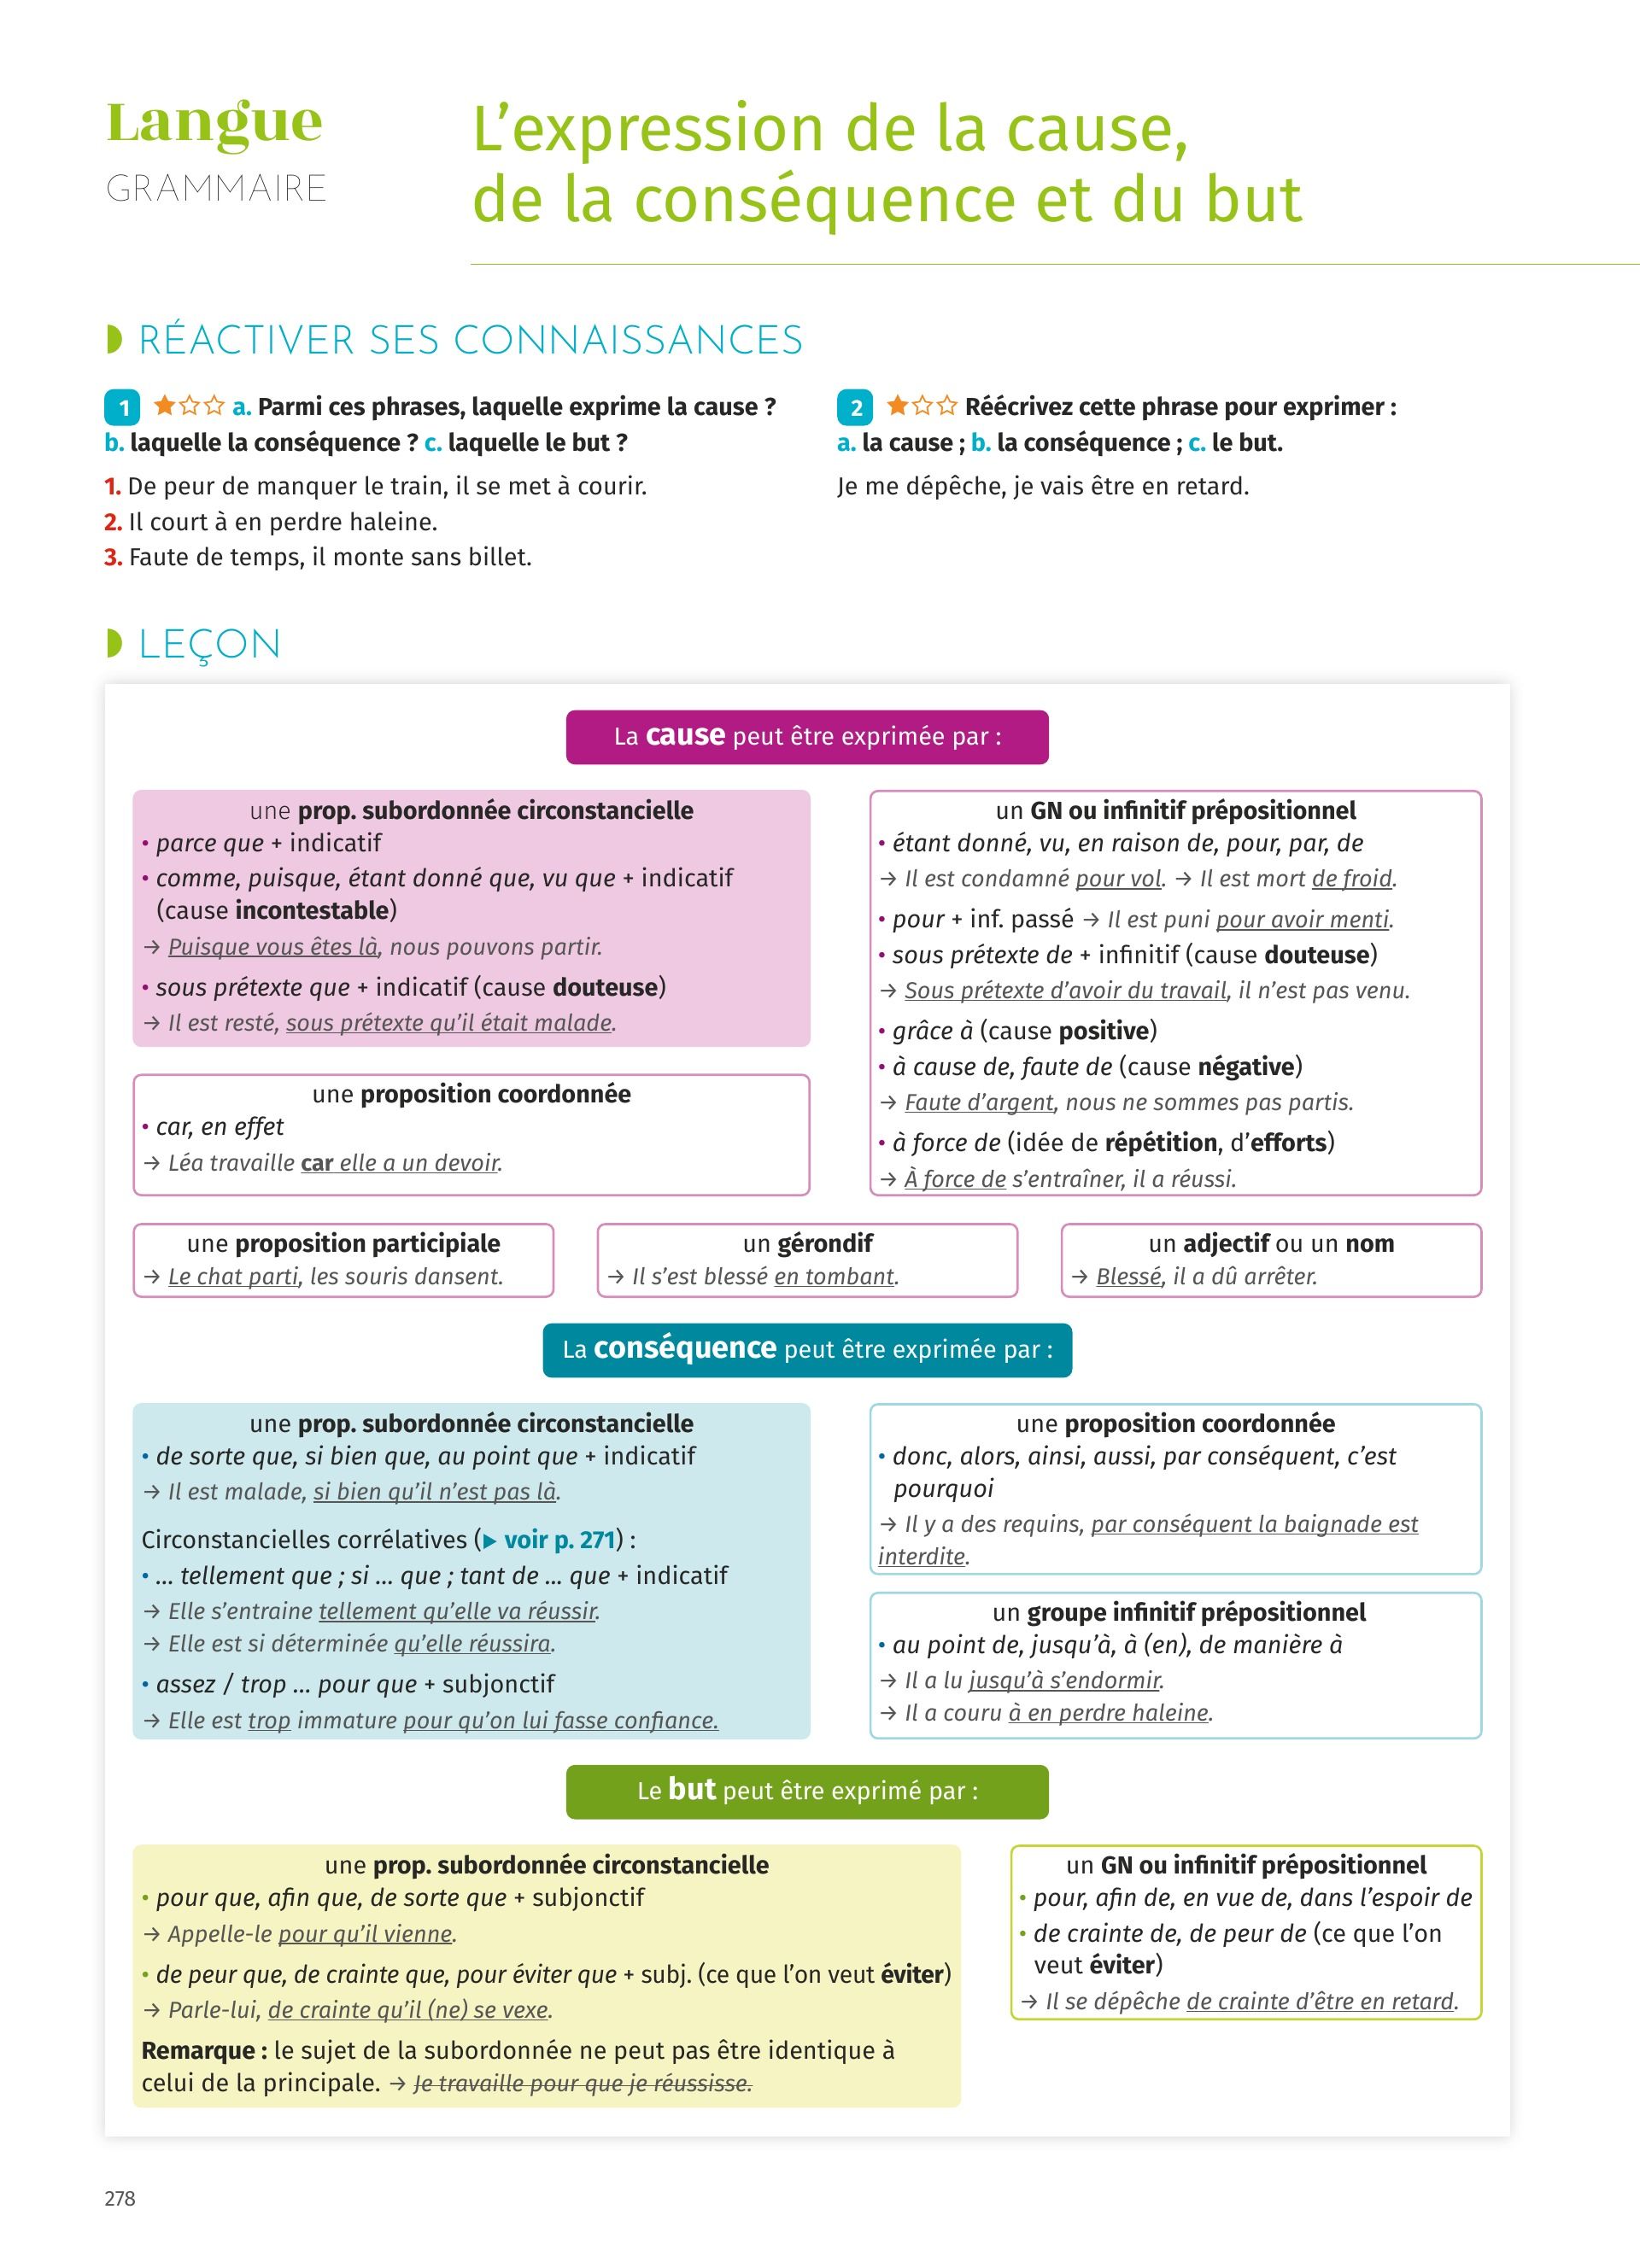 Langue
GRAMMAIRE
L’expression de la cause,
de la conséquence et du but
RÉACTIVER SES CONNAISSANCES
1 a. Parmi ces phrases, laquelle exprime la cause ?
b. laquelle la conséquence ? c. laquelle le but ?
1. De peur de manquer le train, il se met à courir.
2. Il court à en perdre haleine.
3. Faute de temps, il monte sans billet.
2 Réécrivez cette phrase pour exprimer :
a. la cause ; b. la conséquence ; c. le but.
Je me dépêche, je vais être en retard.
LEÇON
La cause peut être exprimée par :
une prop. subordonnée circonstancielle
• parce que + indicatif
• comme, puisque, étant donné que, vu que + indicatif
(cause incontestable)
→ Puisque vous êtes là, nous pouvons partir.
• sous prétexte que + indicatif (cause douteuse)
→ Il est resté, sous prétexte qu’il était malade.
une proposition coordonnée
• car, en effet
→ Léa travaille car elle a un devoir.
un GN ou infinitif prépositionnel
• étant donné, vu, en raison de, pour, par, de
→ Il est condamné pour vol. → Il est mort de froid.
• pour + inf. passé → Il est puni pour avoir menti.
• sous prétexte de + infinitif (cause douteuse)
→ Sous prétexte d’avoir du travail, il n’est pas venu.
• grâce à (cause positive)
• à cause de, faute de (cause négative)
→ Faute d’argent, nous ne sommes pas partis.
• à force de (idée de répétition, d’efforts)
→ À force de s’entraîner, il a réussi.
une proposition participiale
→ Le chat parti, les souris dansent.
un gérondif
→ Il s’est blessé en tombant.
un adjectif ou un nom
→ Blessé, il a dû arrêter.
La conséquence peut être exprimée par :
une prop. subordonnée circonstancielle
• de sorte que, si bien que, au point que + indicatif
→ Il est malade, si bien qu’il n’est pas là.
Circonstancielles corrélatives (▶ voir p. 271) :
• ... tellement que ; si ... que ; tant de ... que + indicatif
→ Elle s’entraine tellement qu’elle va réussir.
→ Elle est si déterminée qu’elle réussira.
• assez / trop ... pour que + subjonctif
→ Elle est trop immature pour qu’on lui fasse confiance.
une proposition coordonnée
• donc, alors, ainsi, aussi, par conséquent, c’est
pourquoi
→ Il y a des requins, par conséquent la baignade est
interdite.
un groupe infinitif prépositionnel
• au point de, jusqu’à, à (en), de manière à
→ Il a lu jusqu’à s’endormir.
→ Il a couru à en perdre haleine.
Le but peut être exprimé par :
une prop. subordonnée circonstancielle
• pour que, afin que, de sorte que + subjonctif
→ Appelle-le pour qu’il vienne.
• de peur que, de crainte que, pour éviter que + subj. (ce que l’on veut éviter)
→ Parle-lui, de crainte qu’il (ne) se vexe.
Remarque : le sujet de la subordonnée ne peut pas être identique à
celui de la principale. → Je travaille pour que je réussisse.
un GN ou infinitif prépositionnel
• pour, afin de, en vue de, dans l’espoir de
• de crainte de, de peur de (ce que l’on
veut éviter)
→ Il se dépêche de crainte d’être en retard.
278